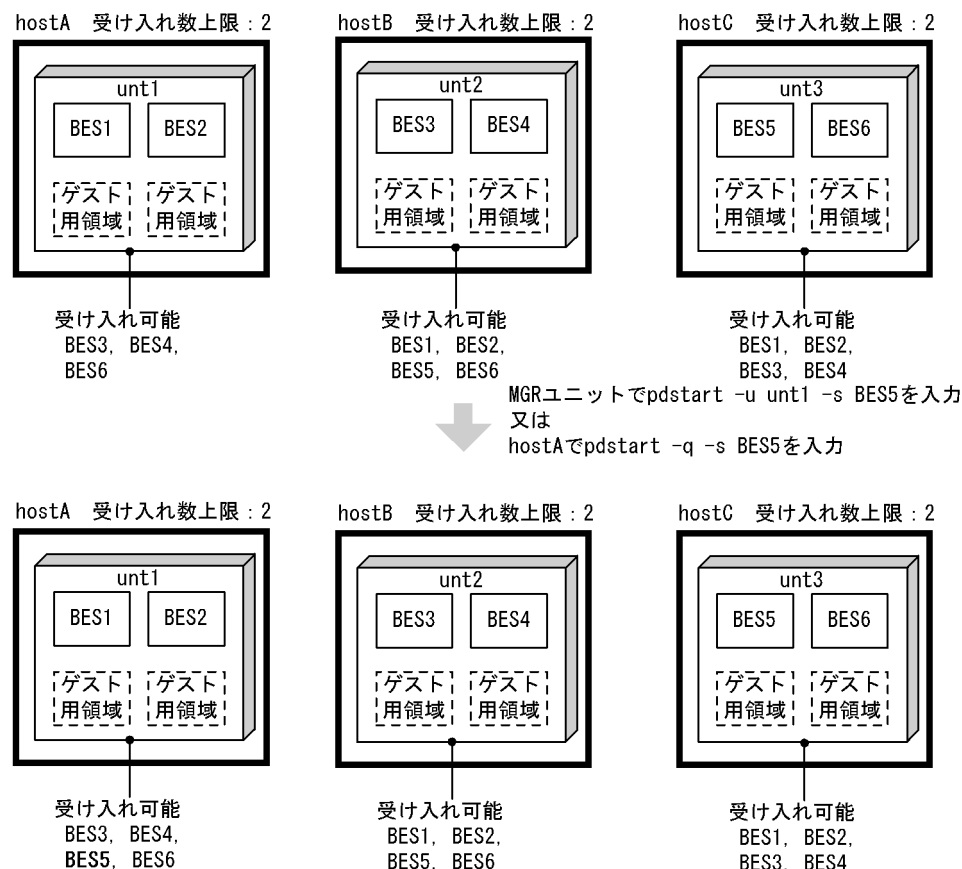 hostA 受け入れ数上限：2
hostB 受け入れ数上限：2
hostC 受け入れ数上限：2
unt1
BES1 BES2
ゲスト用領域 ゲスト用領域
unt2
BES3 BES4
ゲスト用領域 ゲスト用領域
unt3
BES5 BES6
ゲスト用領域 ゲスト用領域
受け入れ可能
BES3, BES4,
BES6
受け入れ可能
BES1, BES2,
BES5, BES6
受け入れ可能
BES1, BES2,
BES3, BES4
MGRユニットでpdstart -u unt1 -s BES5を入力
又は
hostAでpdstart -q -s BES5を入力
hostA 受け入れ数上限：2
hostB 受け入れ数上限：2
hostC 受け入れ数上限：2
unt1
BES1 BES2
ゲスト用領域 ゲスト用領域
unt2
BES3 BES4
ゲスト用領域 ゲスト用領域
unt3
BES5 BES6
ゲスト用領域 ゲスト用領域
受け入れ可能
BES3, BES4,
BES5, BES6
受け入れ可能
BES1, BES2,
BES5, BES6
受け入れ可能
BES1, BES2,
BES3, BES4